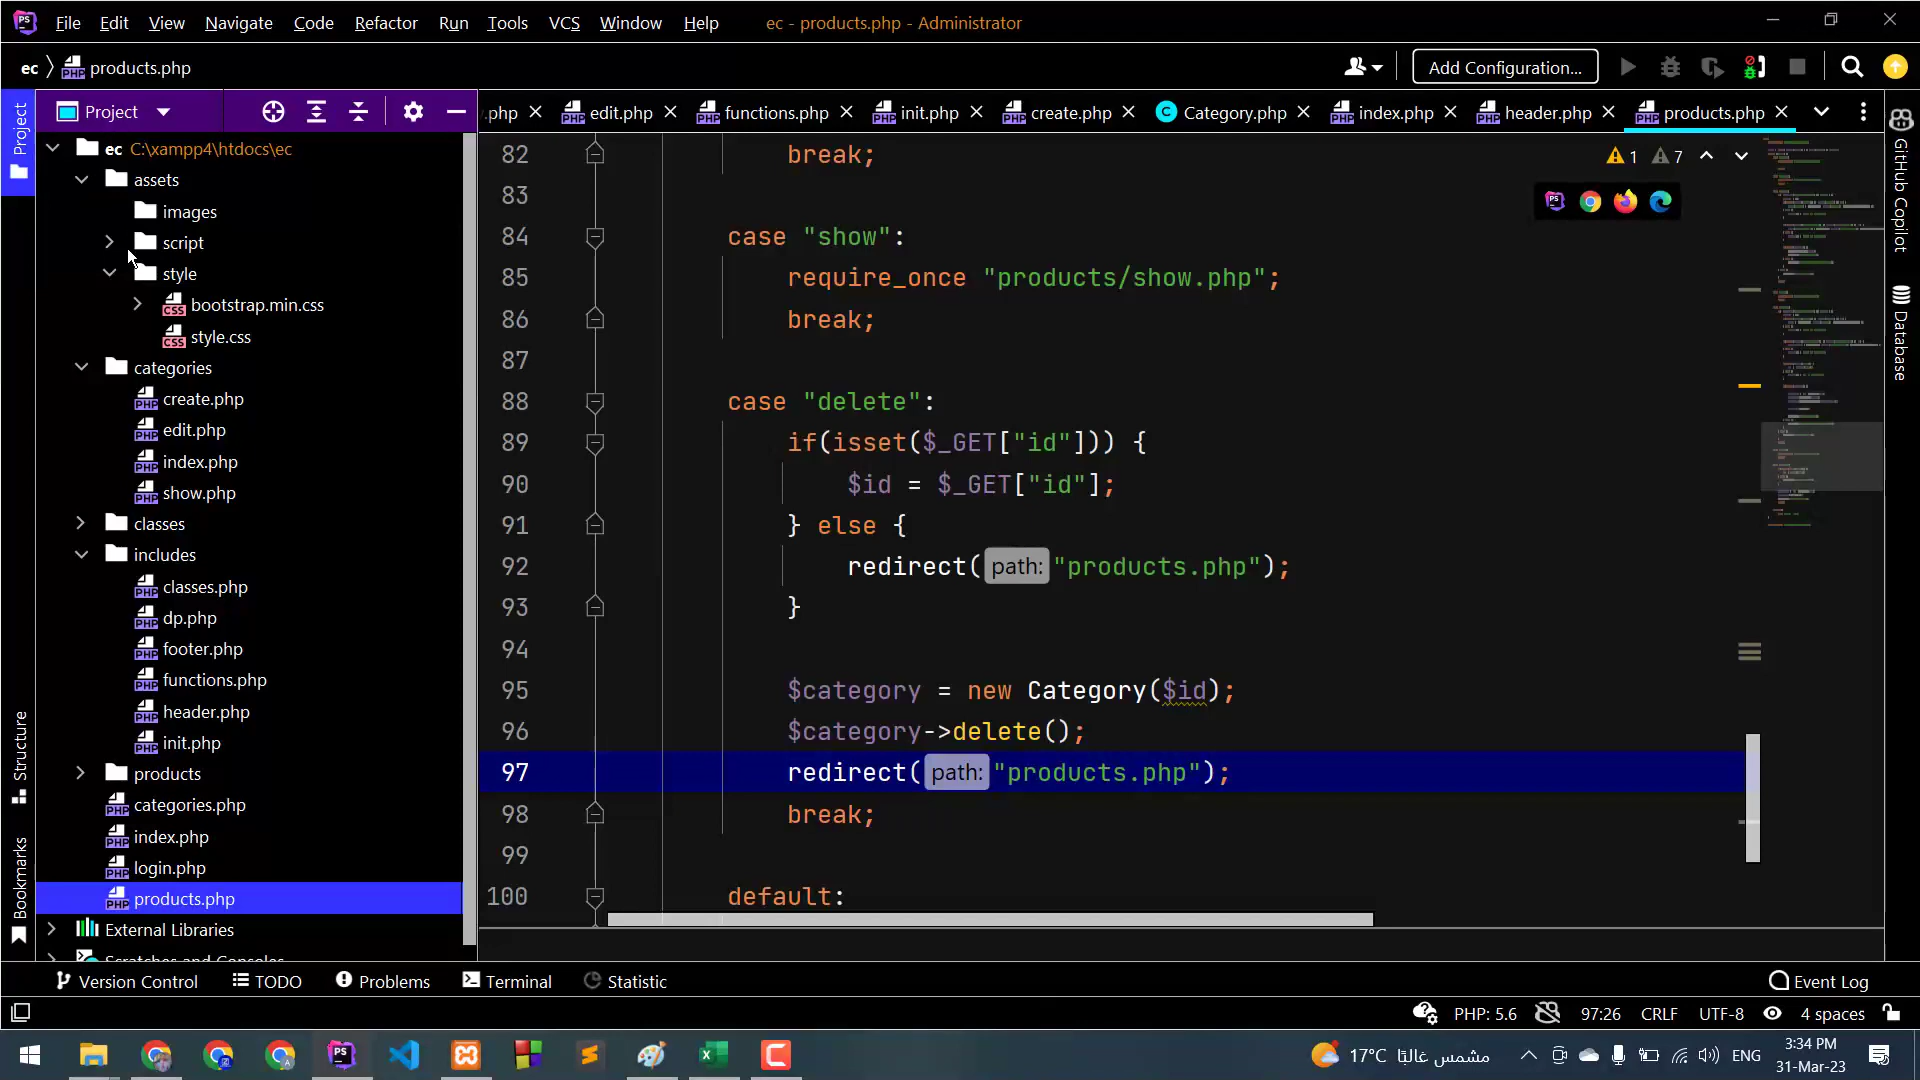 File Edit View Navigate Code Refactor Run Tools VCS Window Help ec - products.php - Administrator
ec products.php Add Configuration...
Project .php edit.php functions.php init.php create.php Category.php index.php header.php products.php
ec C:\xampp4\htdocs\ec
assets
images
script
style
bootstrap.min.css
style.css
categories
create.php
edit.php
index.php
show.php
classes
includes
classes.php
dp.php
footer.php
functions.php
header.php
init.php
products
categories.php
index.php
login.php
products.php
External Libraries
Scratches and Consoles
Project
Structure
Bookmarks
82 break;
83
84 case "show":
85 require_once "products/show.php";
86 break;
87
88 case "delete":
89 if(isset($_GET["id"])) {
90 $id = $_GET["id"];
91 } else {
92 redirect( path: "products.php");
93 }
94
95 $category = new Category($id);
96 $category->delete();
97 redirect( path: "products.php");
98 break;
99
100 default:
1 7
GitHub Copilot
Database
Version Control TODO Problems Terminal Statistic Event Log
PHP: 5.6 97:26 CRLF UTF-8 4 spaces
17°C مشمس غالبًا ENG 3:34 PM
31-Mar-23